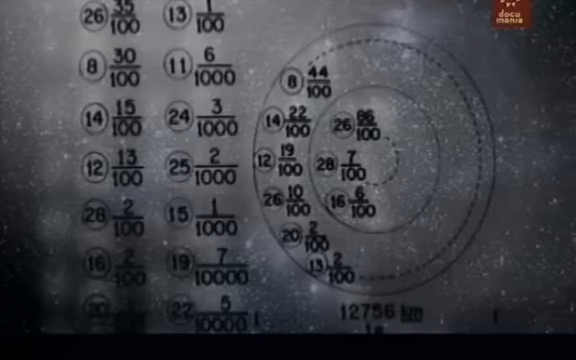 docu
mania
26 35/100 13 1/100
8 30/100 11 6/1000
14 15/100 24 3/1000
12 13/100 25 2/1000
28 2/100 15 1/1000
16 2/100 19 7/10000
20 22 5/10000
8 44/100
14 22/100
12 19/100
26 10/100
20 2/100
13 2/100
26 86/100
28 7/100
16 6/100
12756 km